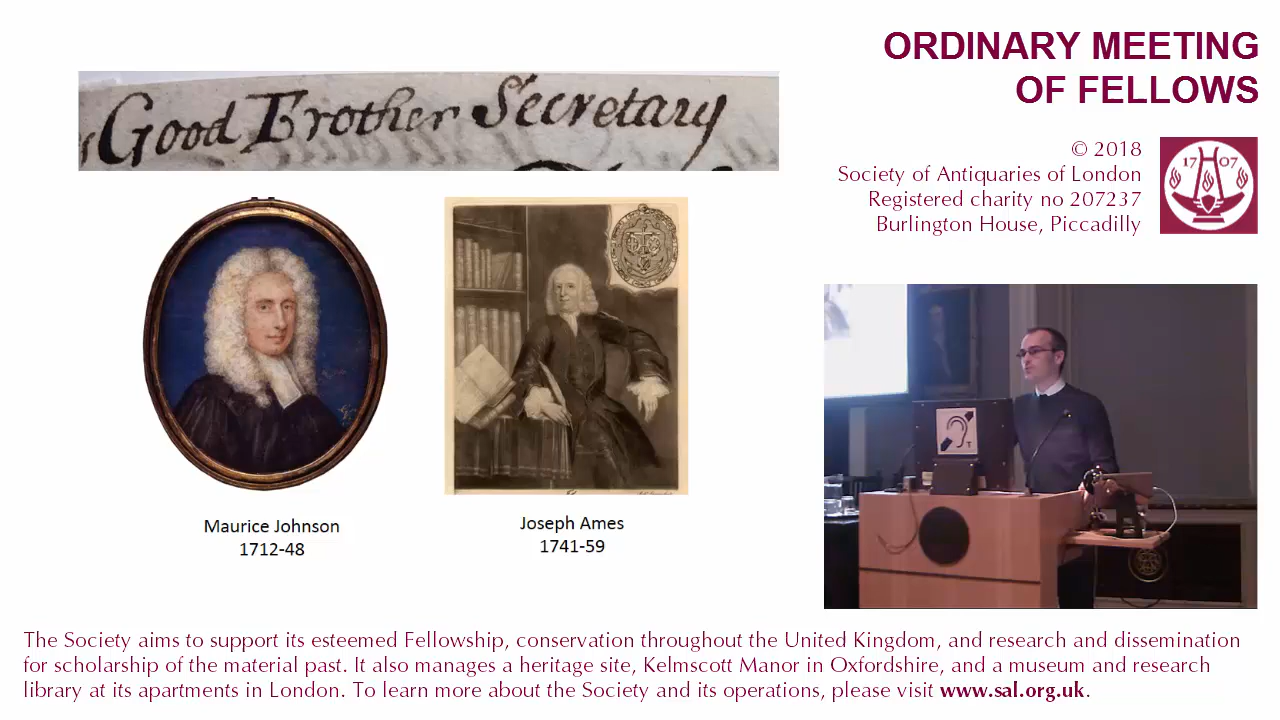 Good Brother Secretary
Maurice Johnson
1712-48
Joseph Ames
1741-59
ORDINARY MEETING
OF FELLOWS
© 2018
Society of Antiquaries of London
Registered charity no 207237
Burlington House, Piccadilly
1707
T
The Society aims to support its esteemed Fellowship, conservation throughout the United Kingdom, and research and dissemination
for scholarship of the material past. It also manages a heritage site, Kelmscott Manor in Oxfordshire, and a museum and research
library at its apartments in London. To learn more about the Society and its operations, please visit www.sal.org.uk.